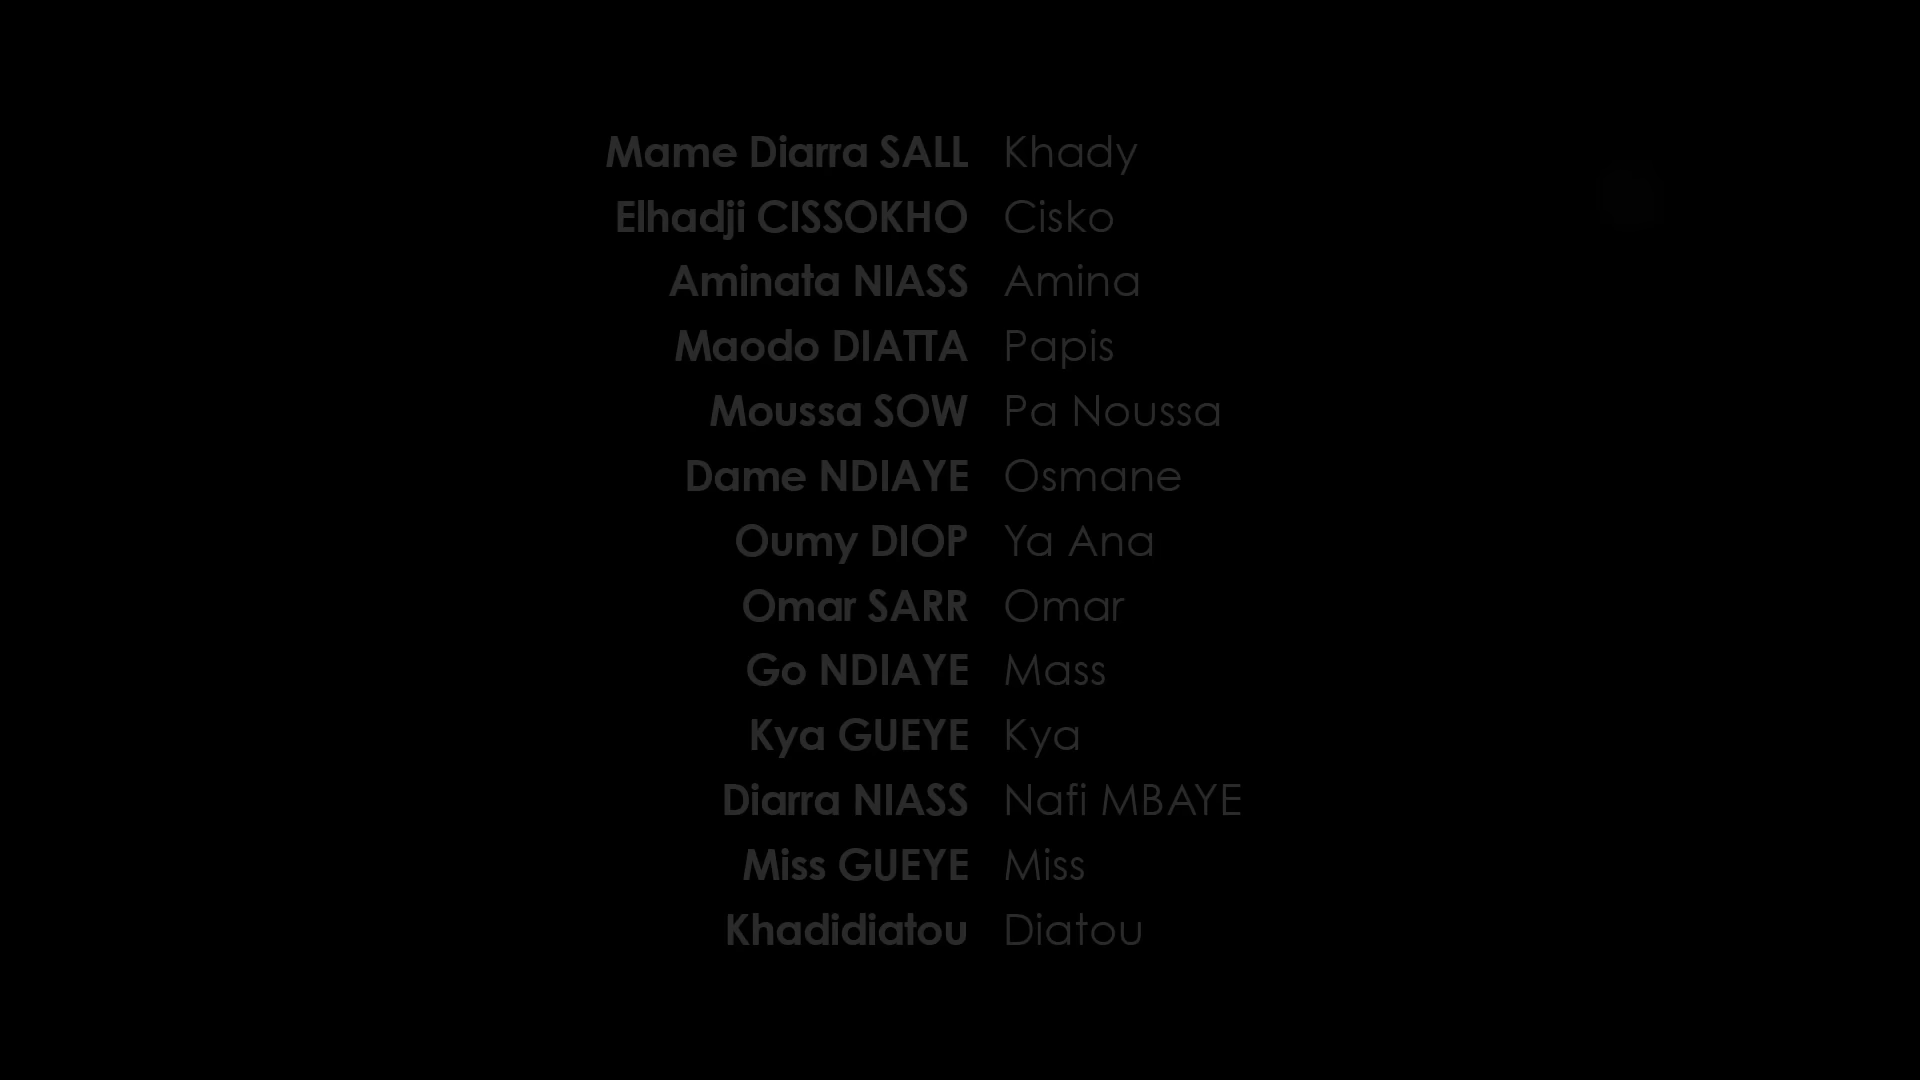 Mame Diarra SALL Khady
Elhadji CISSOKHO Cisko
Aminata NIASS Amina
Maodo DIATTA Papis
Moussa SOW Pa Noussa
Dame NDIAYE Osmane
Oumy DIOP Ya Ana
Omar SARR Omar
Go NDIAYE Mass
Kya GUEYE Kya
Diarra NIASS Nafi MBAYE
Miss GUEYE Miss
Khadidiatou Diatou